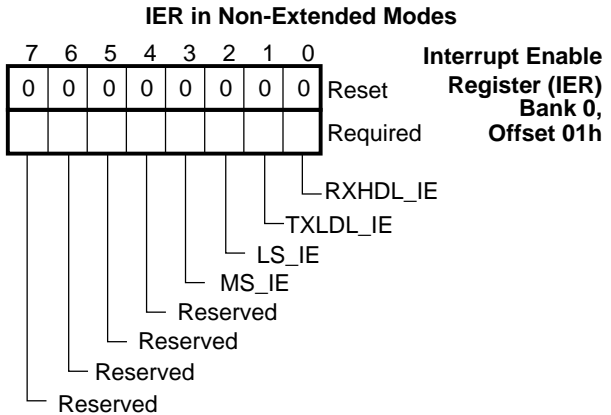 IER in Non-Extended Modes
7 6 5 4 3 2 1 0
Interrupt Enable
Register (IER)
Bank 0,
Offset 01h
0 0 0 0 0 0 0 0 Reset
Required
RXHDL_IE
TXLDL_IE
LS_IE
MS_IE
Reserved
Reserved
Reserved
Reserved